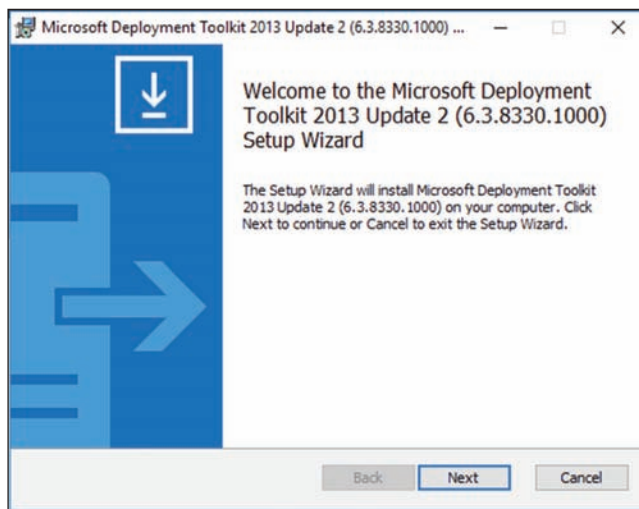 Microsoft Deployment Toolkit 2013 Update 2 (6.3.8330.1000) ...
Welcome to the Microsoft Deployment
Toolkit 2013 Update 2 (6.3.8330.1000)
Setup Wizard
The Setup Wizard will install Microsoft Deployment Toolkit
2013 Update 2 (6.3.8330.1000) on your computer. Click
Next to continue or Cancel to exit the Setup Wizard.
Back Next Cancel